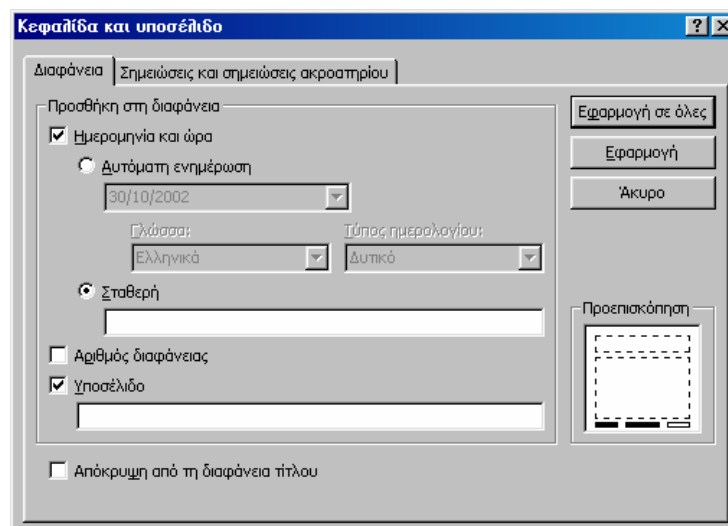 Κεφαλίδα και υποσέλιδο
Διαφάνεια
Σημειώσεις και σημειώσεις ακροατηρίου
Προσθήκη στη διαφάνεια
Ημερομηνία και ώρα
Αυτόματη ενημέρωση
30/10/2002
Γλώσσα:
Τύπος ημερολογίου:
Ελληνικά
Δυτικό
Σταθερή
Αριθμός διαφάνειας
Υποσέλιδο
Απόκρυψη από τη διαφάνεια τίτλου
Εφαρμογή σε όλες
Εφαρμογή
Άκυρο
Προεπισκόπηση